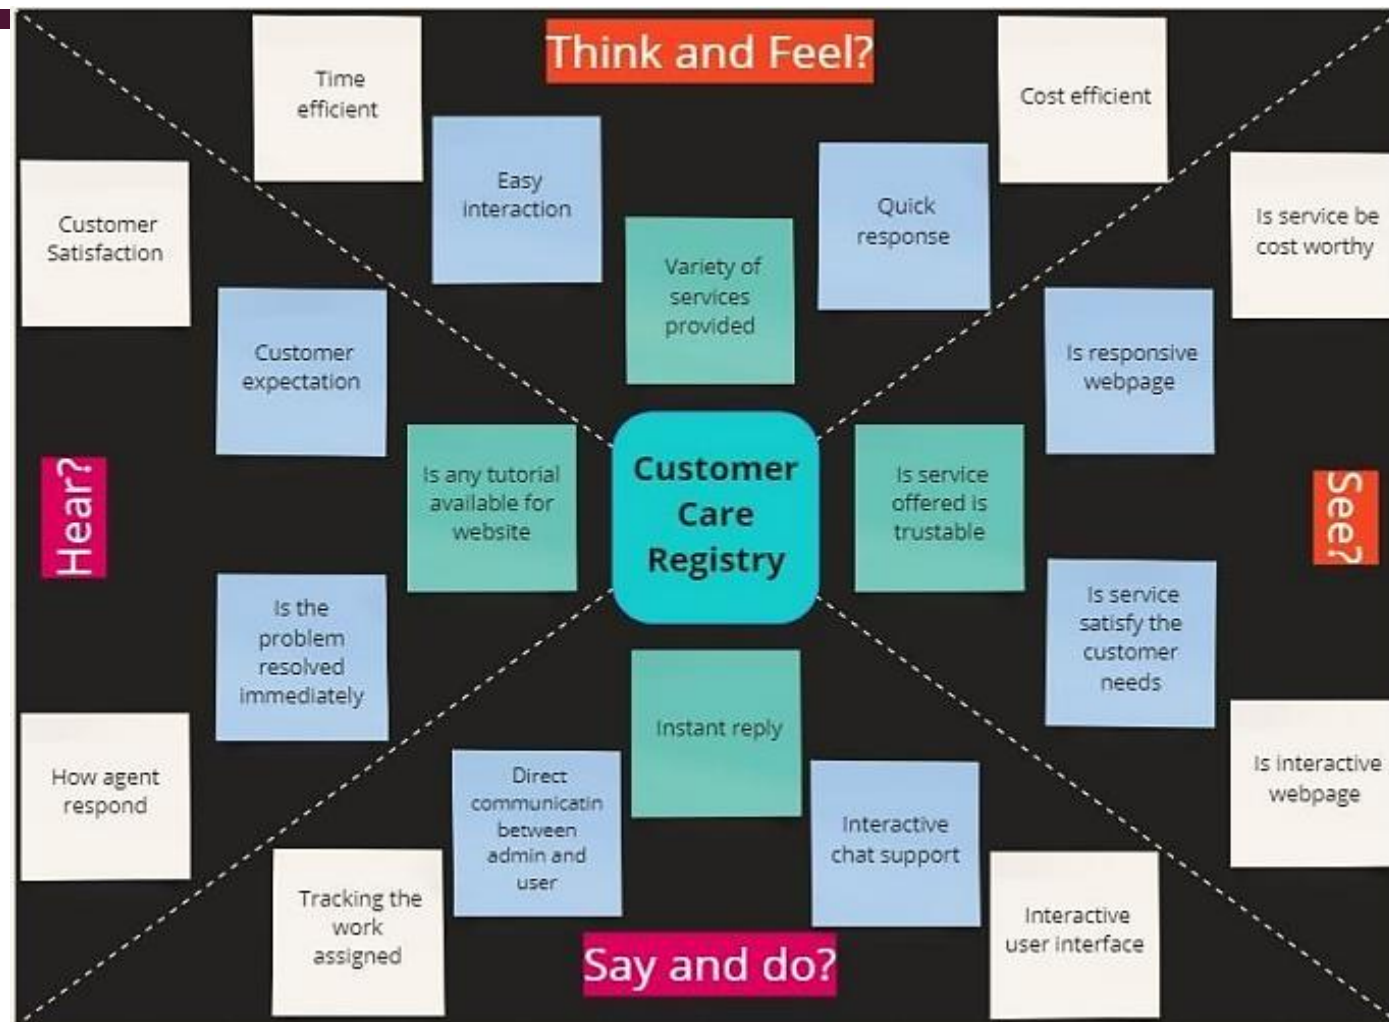 Think and Feel?
Time
efficient
Easy
interaction
Variety of
services
provided
Quick
response
Cost efficient
Hear?
Customer
Satisfaction
Customer
expectation
Is any tutorial
available for
website
Is the
problem
resolved
immediately
How agent
respond
Customer
Care
Registry
See?
Is service be
cost worthy
Is responsive
webpage
Is service
offered is
trustable
Is service
satisfy the
customer
needs
Is interactive
webpage
Instant reply
Direct
communicatin
between
admin and
user
Interactive
chat support
Tracking the
work
assigned
Interactive
user interface
Say and do?